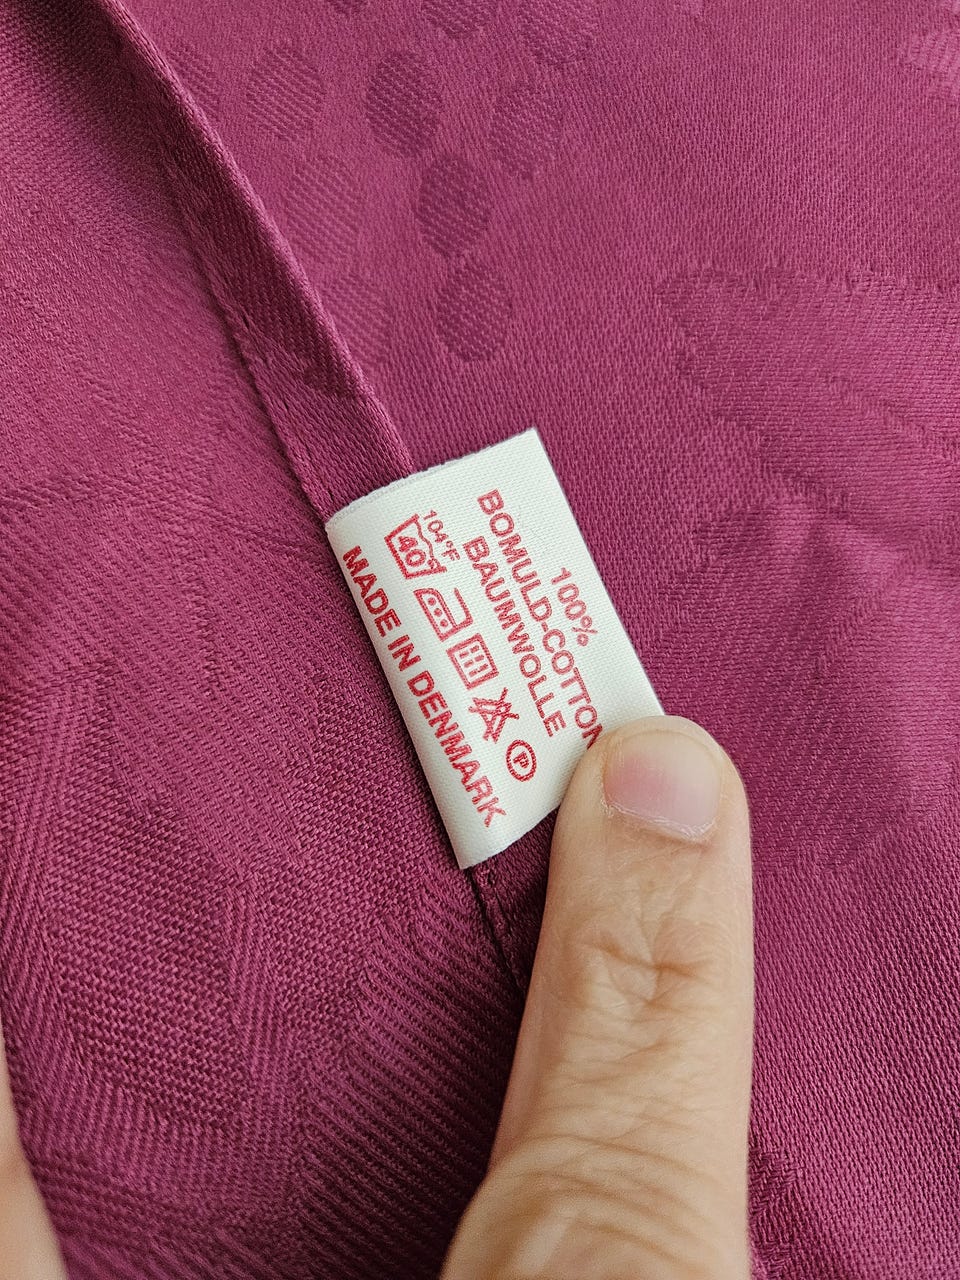 100%
BOMULD-COTTON
BAUMWOLLE
104°F
40°
P
MADE IN DENMARK